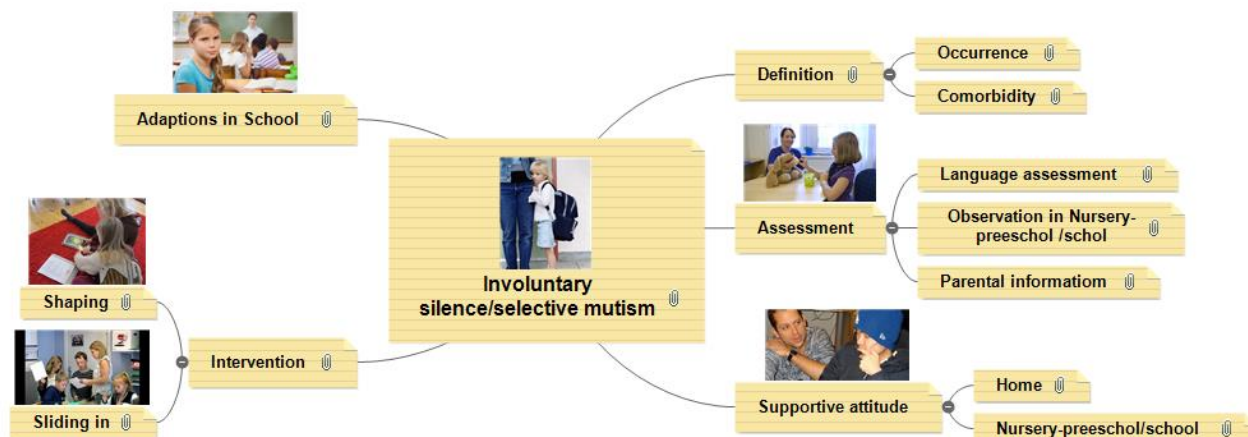 Adaptions in School
Involuntary
silence/selective mutism
Definition
Occurrence
Comorbidity
Assessment
Language assessment
Observation in Nursery-
preeschol /schol
Parental informatiom
Supportive attitude
Home
Nursery-preeschol/school
Intervention
Shaping
Sliding in